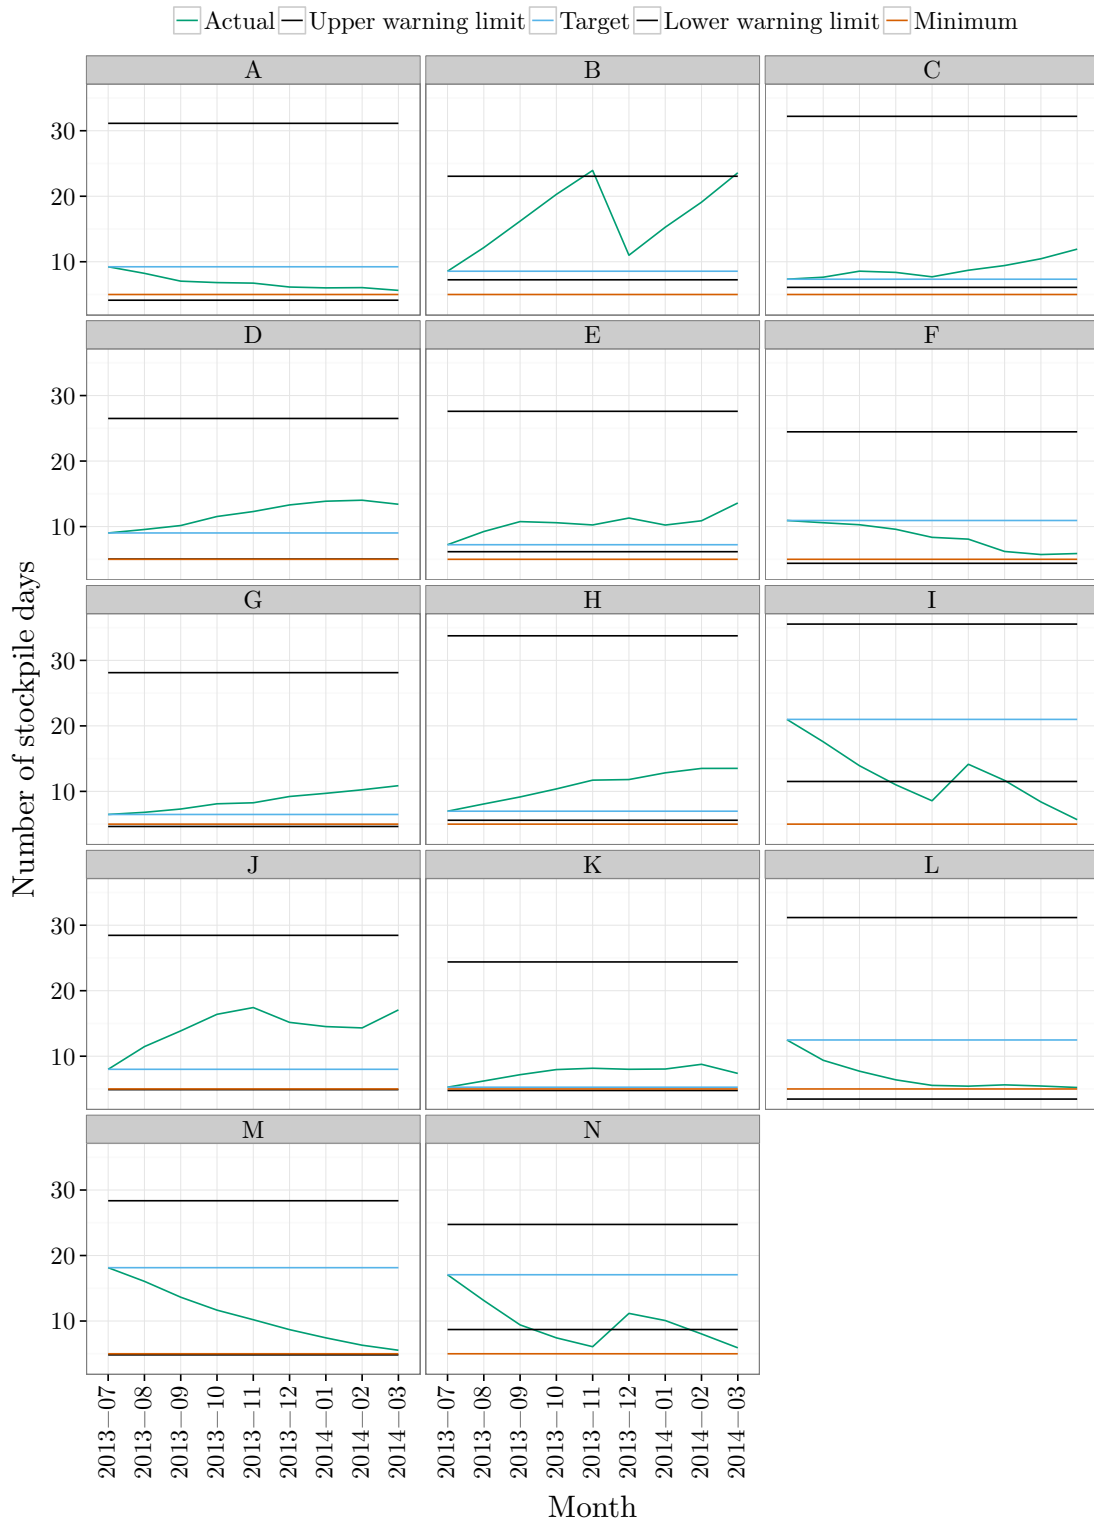 Actual Upper warning limit Target Lower warning limit Minimum
A B C
30
20
10
D E F
30
20
10
G H I
30
20
10
J K L
30
20
10
M N
30
20
10
Number of stockpile days
2013−07 2013−08 2013−09 2013−10 2013−11 2013−12 2014−01 2014−02 2014−03 2013−07 2013−08 2013−09 2013−10 2013−11 2013−12 2014−01 2014−02 2014−03
Month